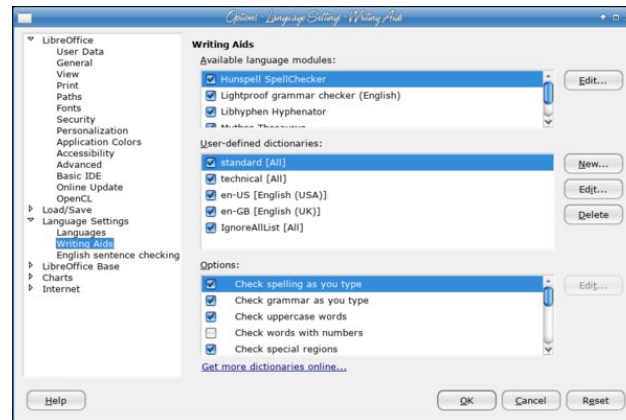 Options - Language Settings - Writing Aids
LibreOffice
User Data
General
View
Print
Paths
Fonts
Security
Personalization
Application Colors
Accessibility
Advanced
Basic IDE
Online Update
OpenCL
Load/Save
Language Settings
Languages
Writing Aids
English sentence checking
LibreOffice Base
Charts
Internet
Writing Aids
Available language modules:
Hunspell SpellChecker
Lightproof grammar checker (English)
Libhyphen Hyphenator
Mythes Thesaurus
Edit...
User-defined dictionaries:
standard [All]
technical [All]
en-US [English (USA)]
en-GB [English (UK)]
IgnoreAllList [All]
New...
Edit...
Delete
Options:
Check spelling as you type
Check grammar as you type
Check uppercase words
Check words with numbers
Check special regions
Edit...
Get more dictionaries online...
Help
OK
Cancel
Reset